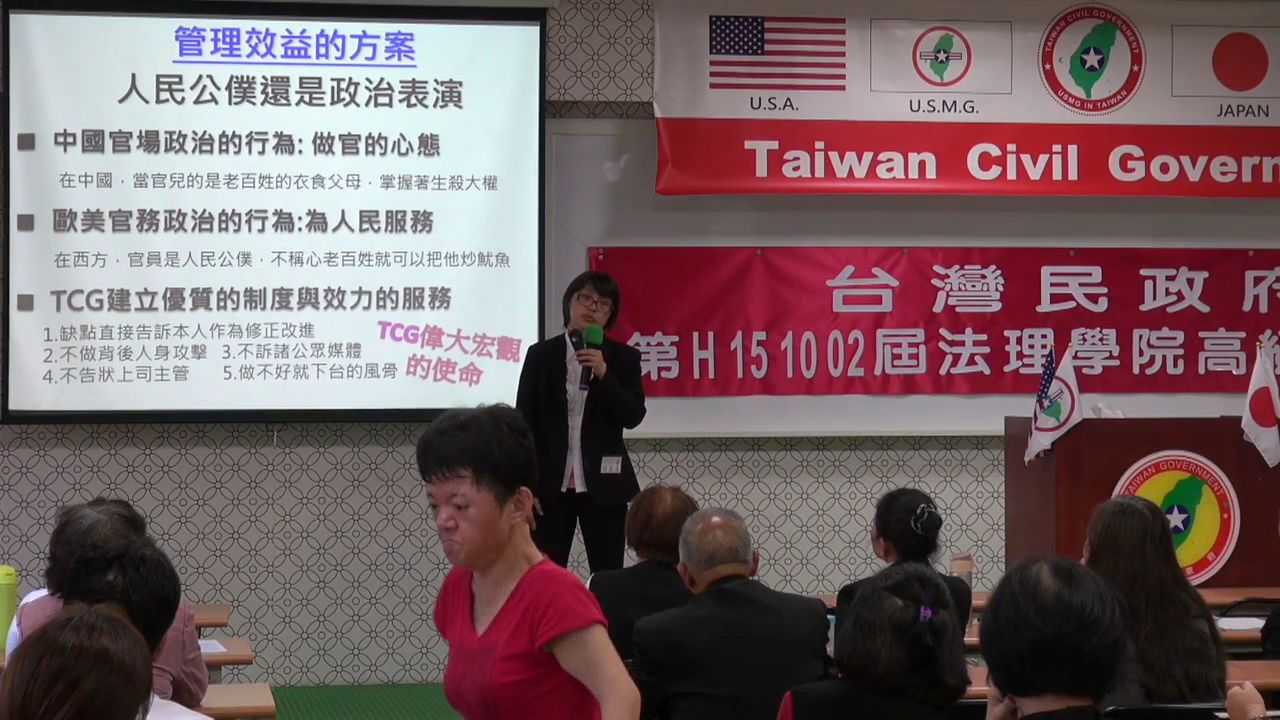 管理效益的方案
人民公僕還是政治表演
■ 中國官場政治的行為: 做官的心態
在中國，當官兒的是老百姓的衣食父母，掌握著生殺大權
■ 歐美官務政治的行為:為人民服務
在西方，官員是人民公僕，不稱心老百姓就可以把他炒魷魚
■ TCG建立優質的制度與效力的服務
1.缺點直接告訴本人作為修正改進
2.不做背後人身攻擊 3.不訴諸公眾媒體
4.不告狀上司主管 5.做不好就下台的風骨
TCG偉大宏觀
的使命
U.S.A.
U.S.M.G.
TAIWAN CIVIL GOVERNMENT
USMG IN TAIWAN
JAPAN
Taiwan Civil Govern
台灣民政府
第H 15 10 02屆法理學院高
TAIWAN GOVERNMENT